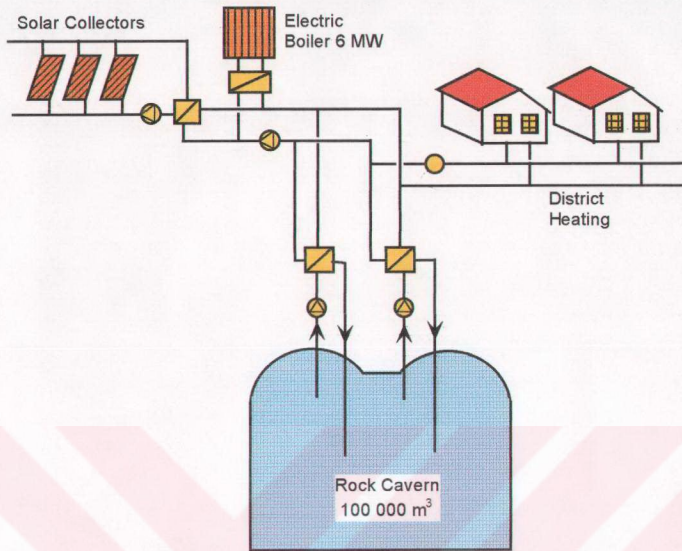 Solar Collectors
Electric
Boiler 6 MW
District
Heating
Rock Cavern
100 000 m³